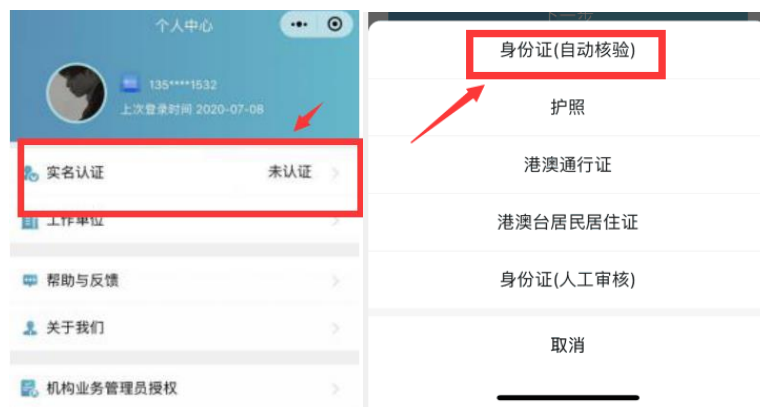 个人中心
135****1532
上次登录时间 2020-07-08
实名认证 未认证
工作单位
帮助与反馈
关于我们
机构业务管理员授权
下一步
身份证(自动核验)
护照
港澳通行证
港澳台居民居住证
身份证(人工审核)
取消